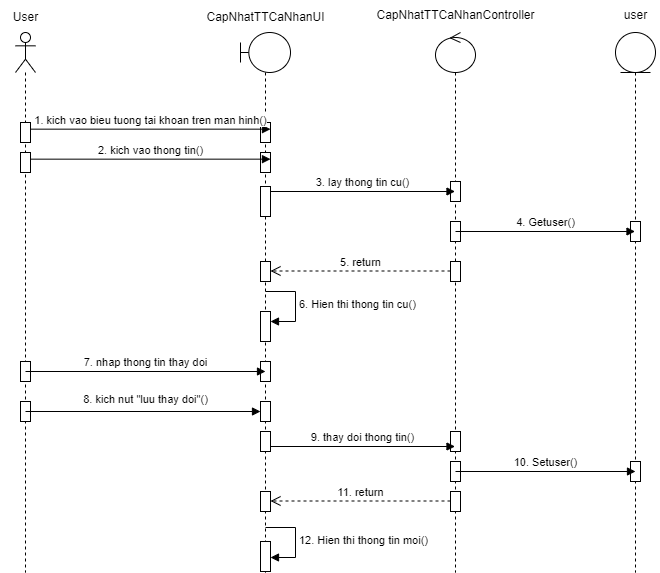 User
CapNhatTTCaNhanUI
CapNhatTTCaNhanController
user
1. kich vao bieu tuong tai khoan tren man hinh()
2. kich vao thong tin()
3. lay thong tin cu()
4. Getuser()
5. return
6. Hien thi thong tin cu()
7. nhap thong tin thay doi
8. kich nut "luu thay doi"()
9. thay doi thong tin()
10. Setuser()
11. return
12. Hien thi thong tin moi()